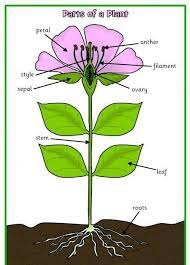 Parts of a Plant
petal
anther
filament
style
sepal
ovary
stem
leaf
roots